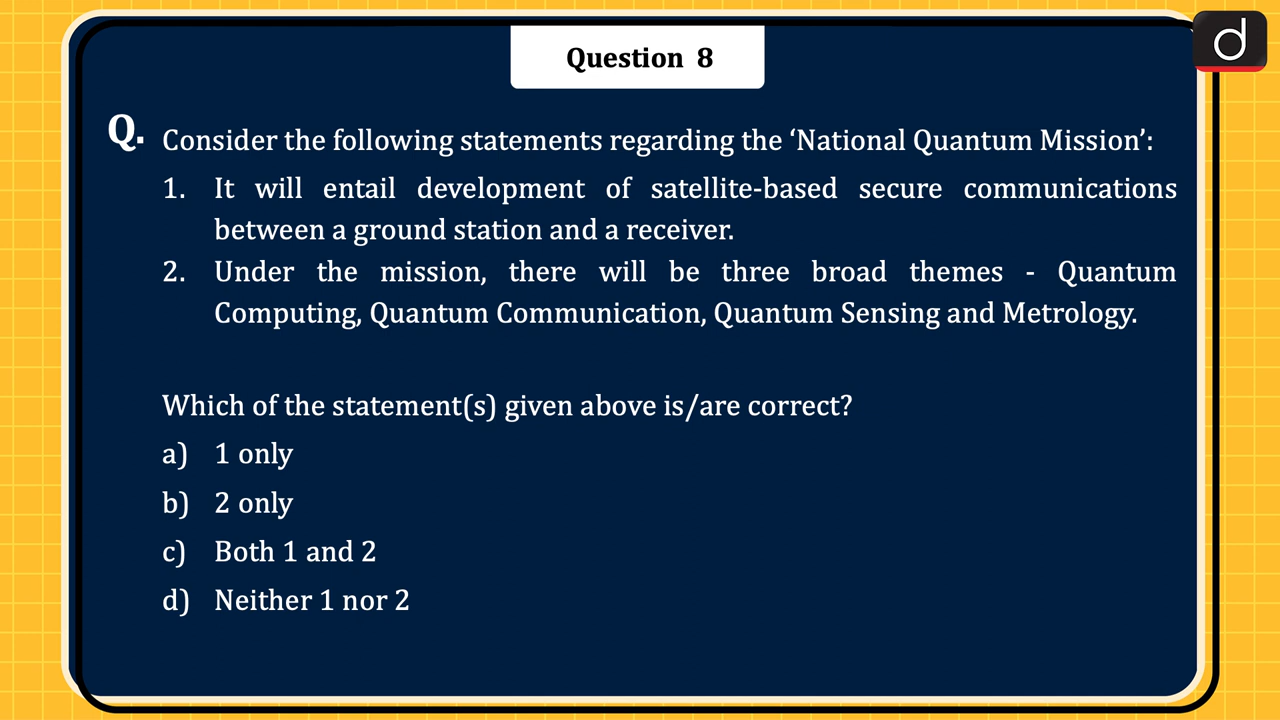 Question 8
d
Q. Consider the following statements regarding the ‘National Quantum Mission’:
1. It will entail development of satellite-based secure communications
between a ground station and a receiver.
2. Under the mission, there will be three broad themes - Quantum
Computing, Quantum Communication, Quantum Sensing and Metrology.
Which of the statement(s) given above is/are correct?
a) 1 only
b) 2 only
c) Both 1 and 2
d) Neither 1 nor 2